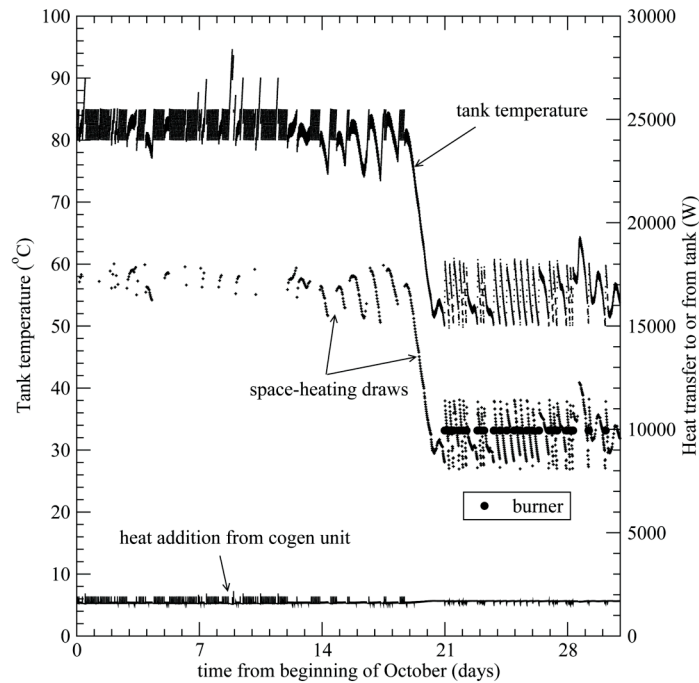 100
90
80
70
60
50
40
30
20
10
0
Tank temperature (°C)
30000
25000
20000
15000
10000
5000
0
Heat transfer to or from tank (W)
tank temperature
space-heating draws
burner
heat addition from cogen unit
0 7 14 21 28
time from beginning of October (days)